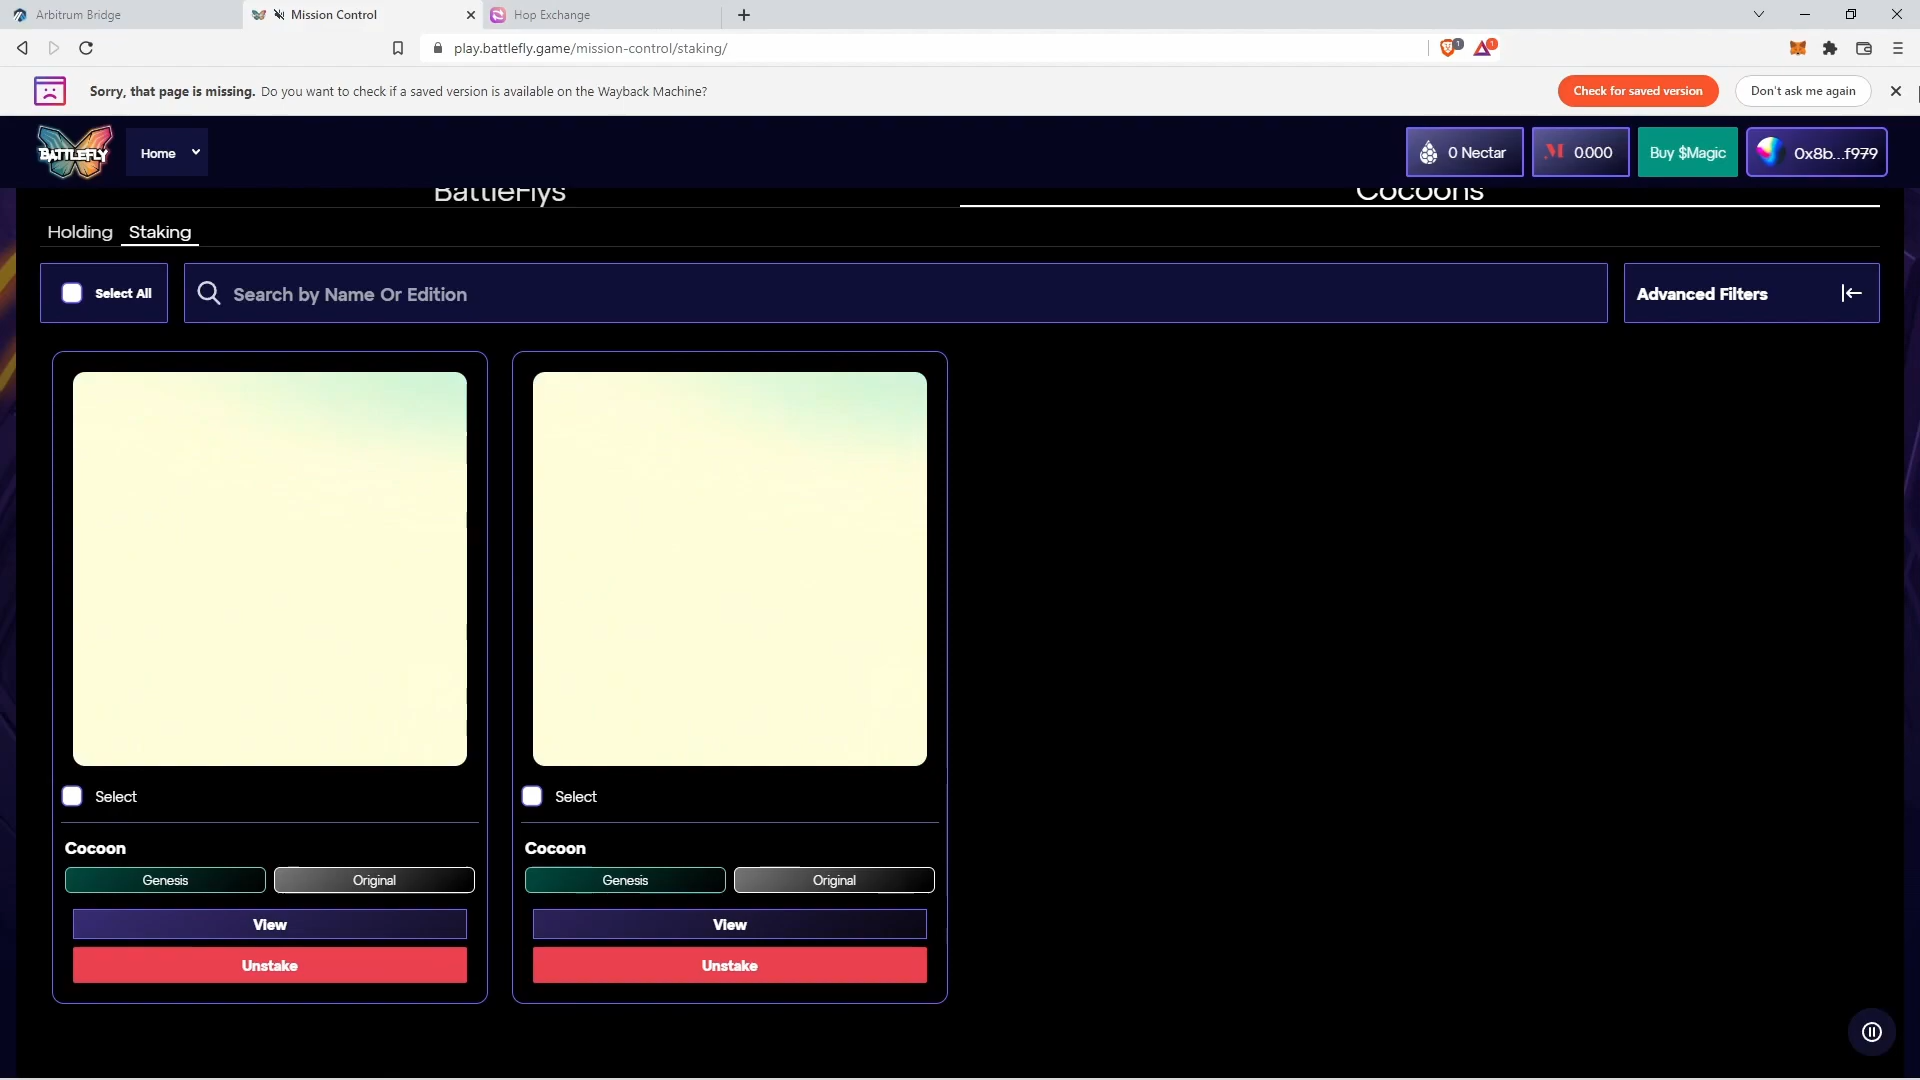 Arbitrum Bridge
Mission Control
Hop Exchange
play.battlefly.game/mission-control/staking/
1
1
Sorry, that page is missing. Do you want to check if a saved version is available on the Wayback Machine?
Check for saved version
Don't ask me again
BATTLEFLY
Home
0 Nectar
0.000
Buy $Magic
0x8b...f979
BattleFlys
Cocoons
Holding
Staking
Select All
Search by Name Or Edition
Advanced Filters
Select
Select
Cocoon
Cocoon
Genesis
Original
Genesis
Original
View
View
Unstake
Unstake